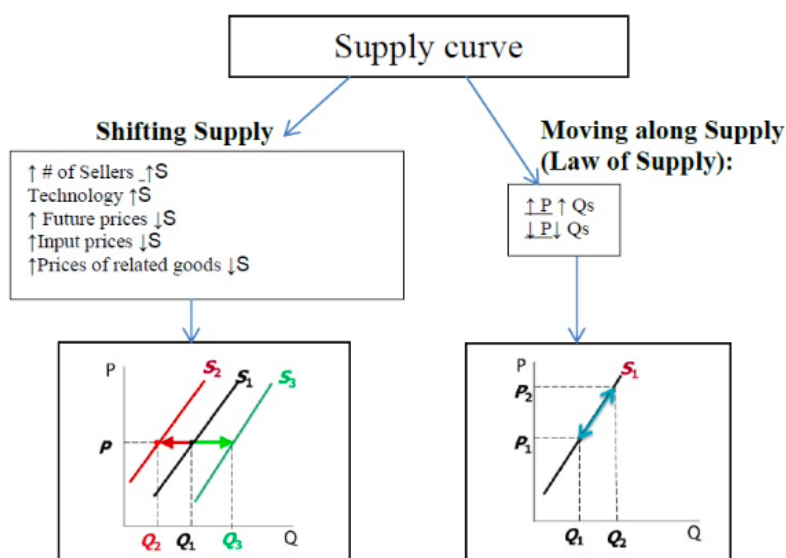 Supply curve
Shifting Supply
↑ # of Sellers _↑S
Technology ↑S
↑ Future prices ↓S
↑Input prices ↓S
↑Prices of related goods ↓S
Moving along Supply
(Law of Supply):
↑ P ↑ Qs
↓ P↓ Qs
P
S2
S1
S3
P
Q2 Q1 Q3 Q
P
S1
P2
P1
Q1 Q2 Q